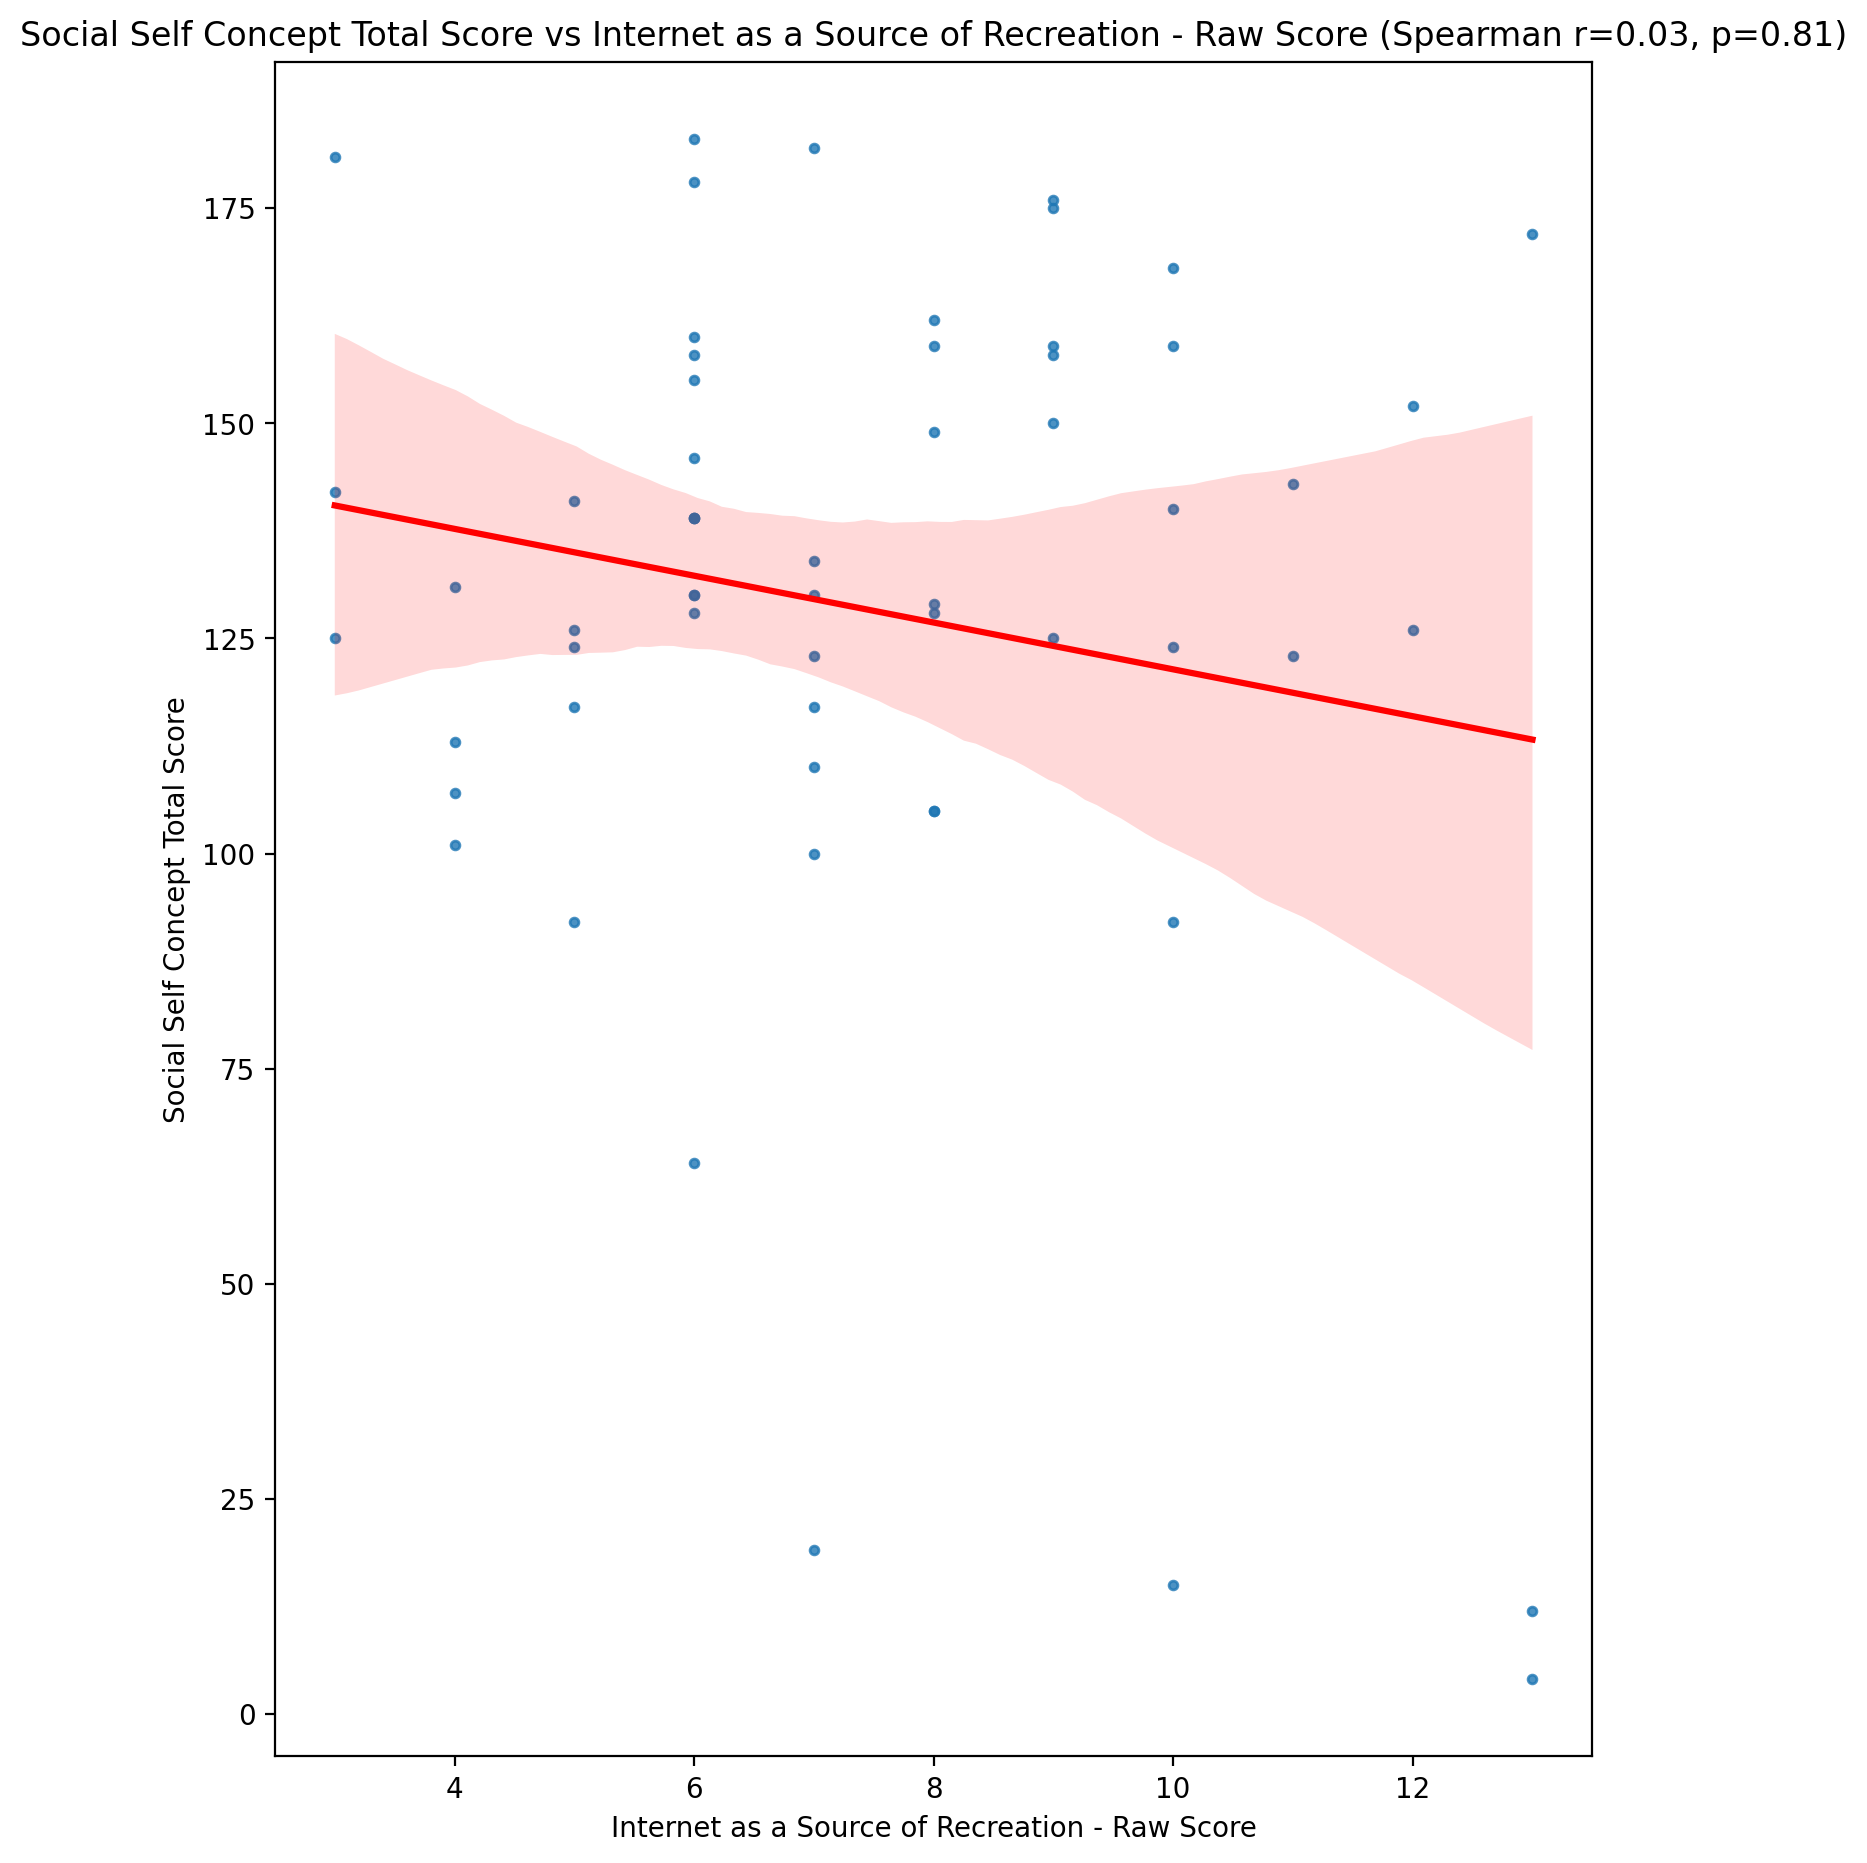 Social Self Concept Total Score vs Internet as a Source of Recreation - Raw Score (Spearman r=0.03, p=0.81)
Social Self Concept Total Score
175
150
125
100
75
50
25
0
4 6 8 10 12
Internet as a Source of Recreation - Raw Score